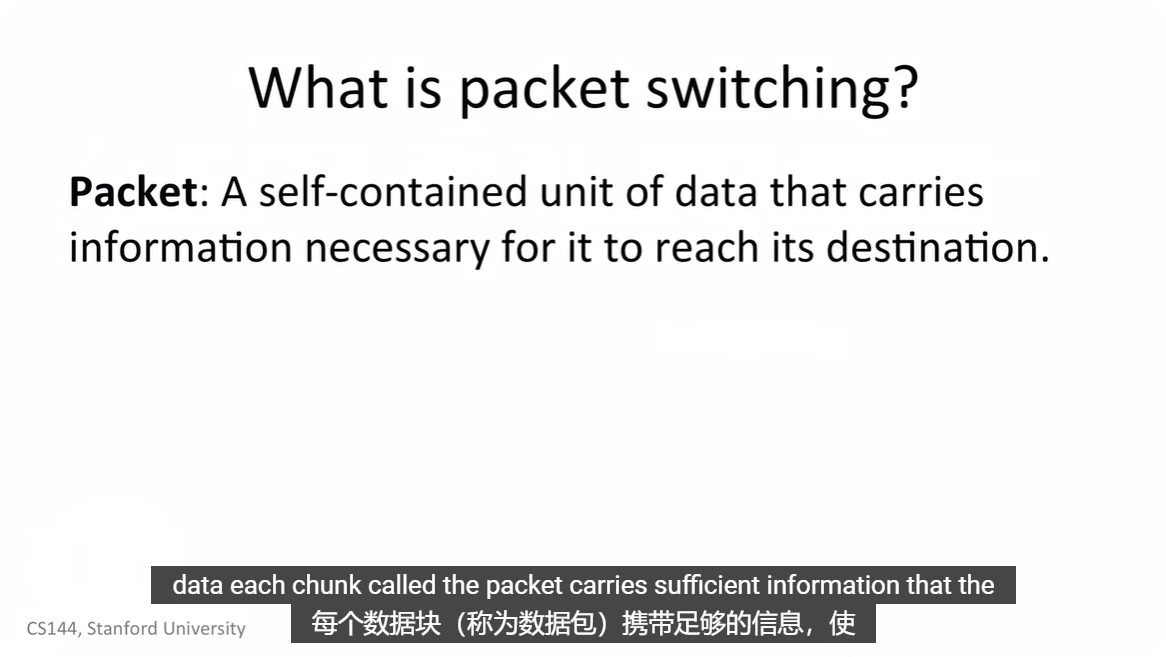 What is packet switching?
Packet: A self-contained unit of data that carries
information necessary for it to reach its destination.
data each chunk called the packet carries sufficient information that the
每个数据块（称为数据包）携带足够的信息，使
CS144, Stanford University